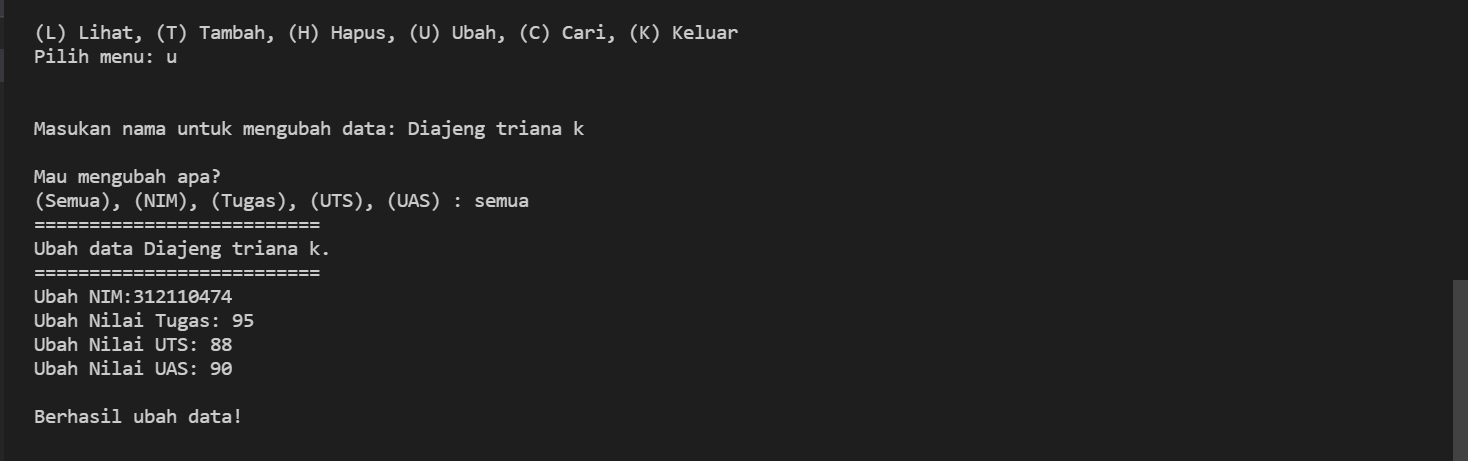 (L) Lihat, (T) Tambah, (H) Hapus, (U) Ubah, (C) Cari, (K) Keluar
Pilih menu: u
Masukan nama untuk mengubah data: Diajeng triana k
Mau mengubah apa?
(Semua), (NIM), (Tugas), (UTS), (UAS) : semua
==========================
Ubah data Diajeng triana k.
==========================
Ubah NIM:312110474
Ubah Nilai Tugas: 95
Ubah Nilai UTS: 88
Ubah Nilai UAS: 90
Berhasil ubah data!